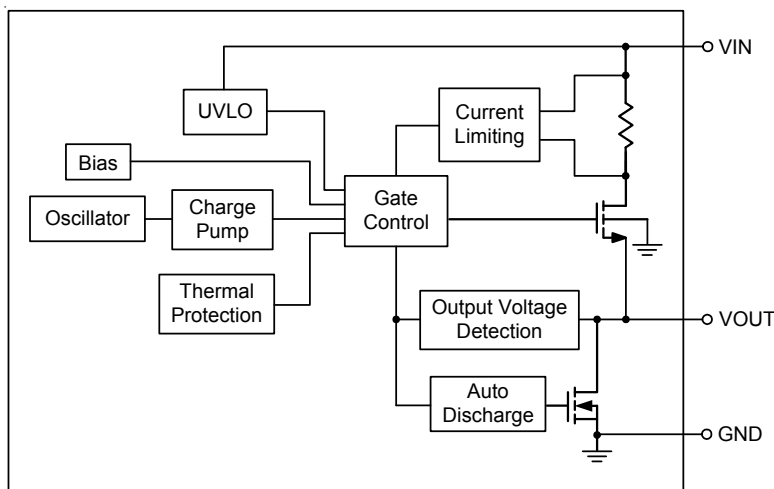 VIN
UVLO
Current
Limiting
Bias
Gate
Control
Oscillator
Charge
Pump
Thermal
Protection
Output Voltage
Detection
VOUT
Auto
Discharge
GND